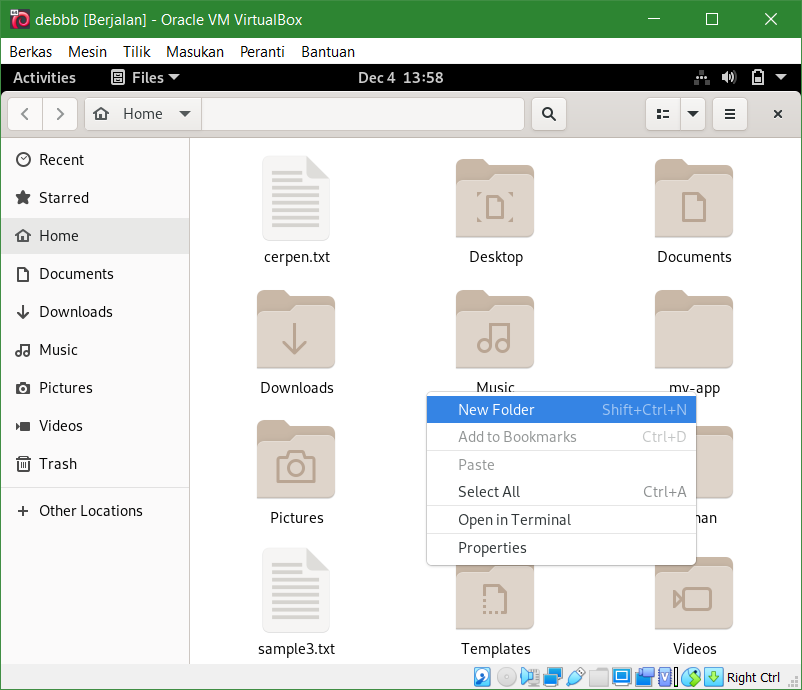 debbb [Berjalan] - Oracle VM VirtualBox
Berkas Mesin Tilik Masukan Peranti Bantuan
Activities Files Dec 4 13:58
Home
Recent
Starred
Home
Documents
Downloads
Music
Pictures
Videos
Trash
+ Other Locations
cerpen.txt Desktop Documents
Downloads Music my-app
New Folder Shift+Ctrl+N
Add to Bookmarks Ctrl+D
Paste
Select All Ctrl+A
Open in Terminal
Properties
Pictures
sample3.txt Templates Videos
Right Ctrl